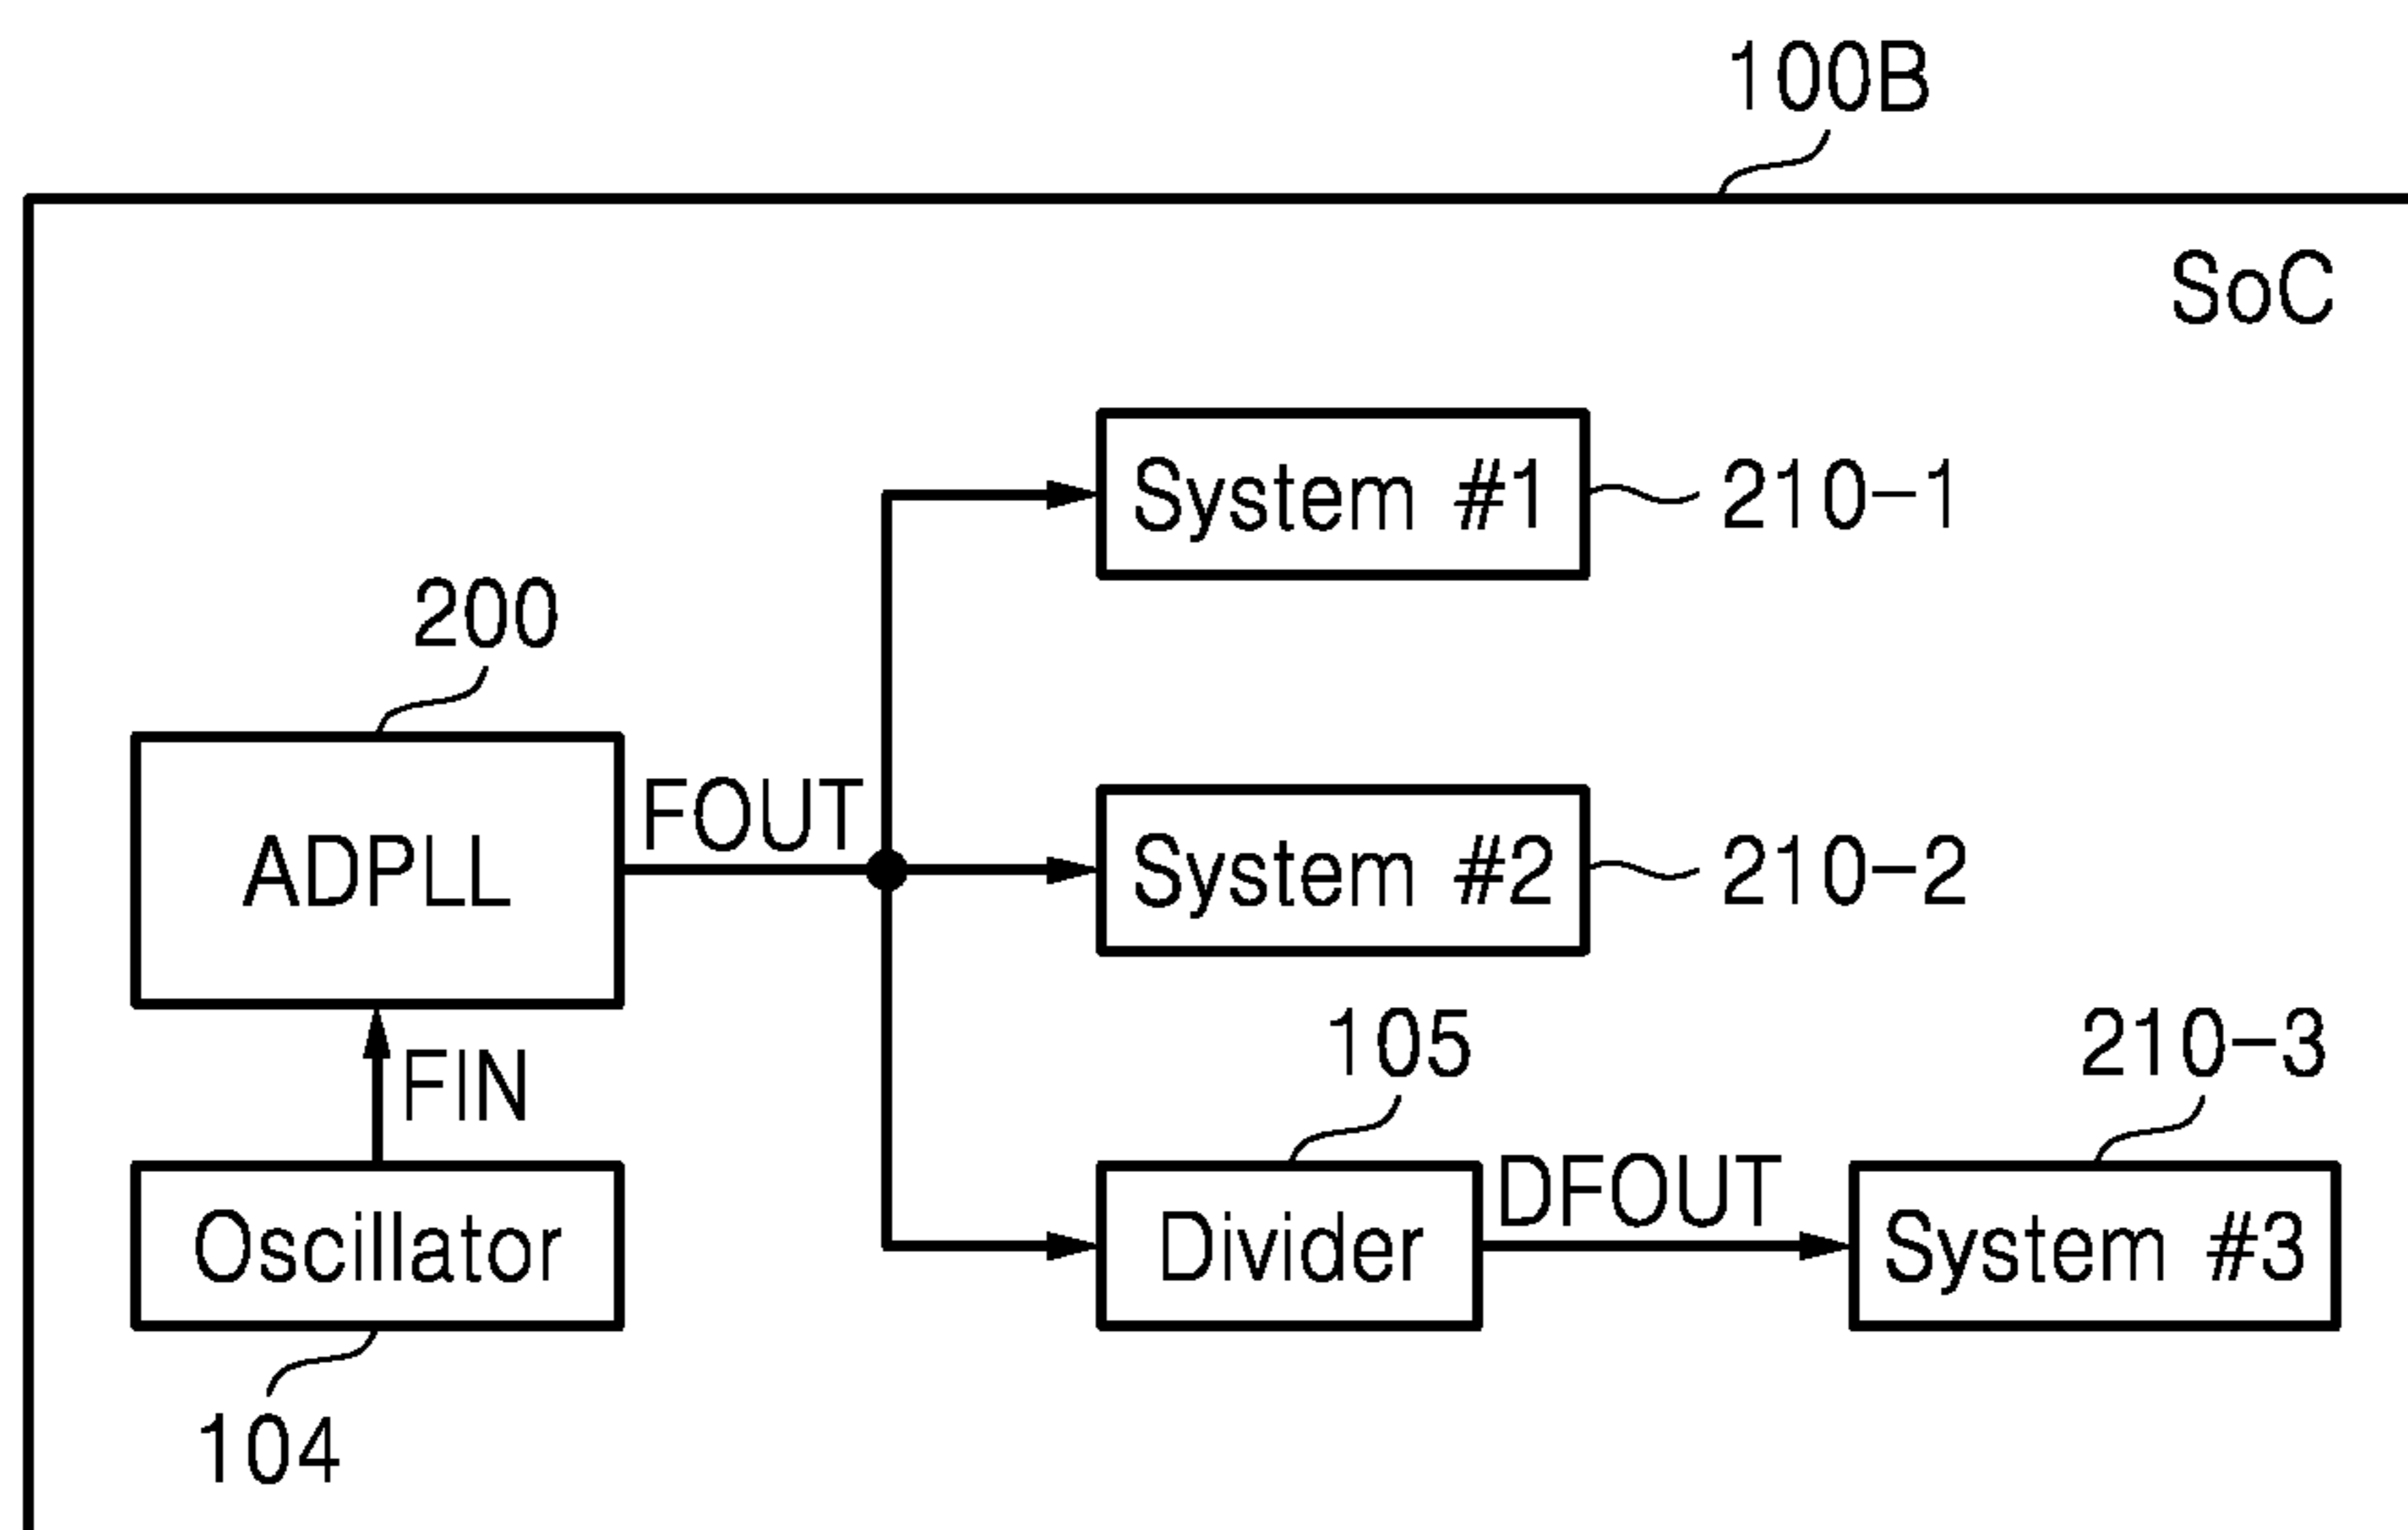 100B
SoC
System #1
210-1
200
FOUT
ADPLL
System #2
210-2
FIN
105
210-3
DFOUT
Oscillator
Divider
System #3
104